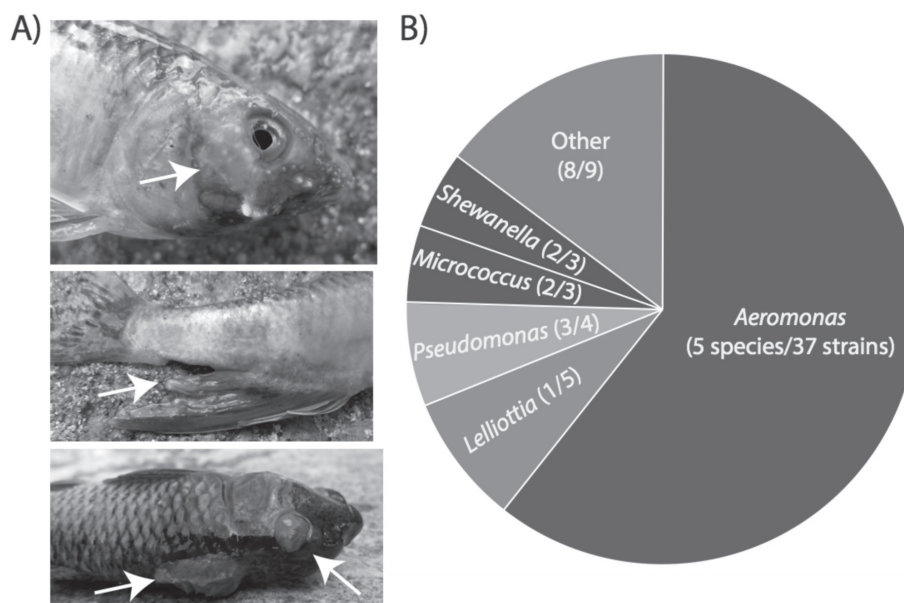 A)
B)
Other
(8/9)
Shewanella (2/3)
Micrococcus (2/3)
Pseudomonas (3/4)
Lelliottia (1/5)
Aeromonas
(5 species/37 strains)